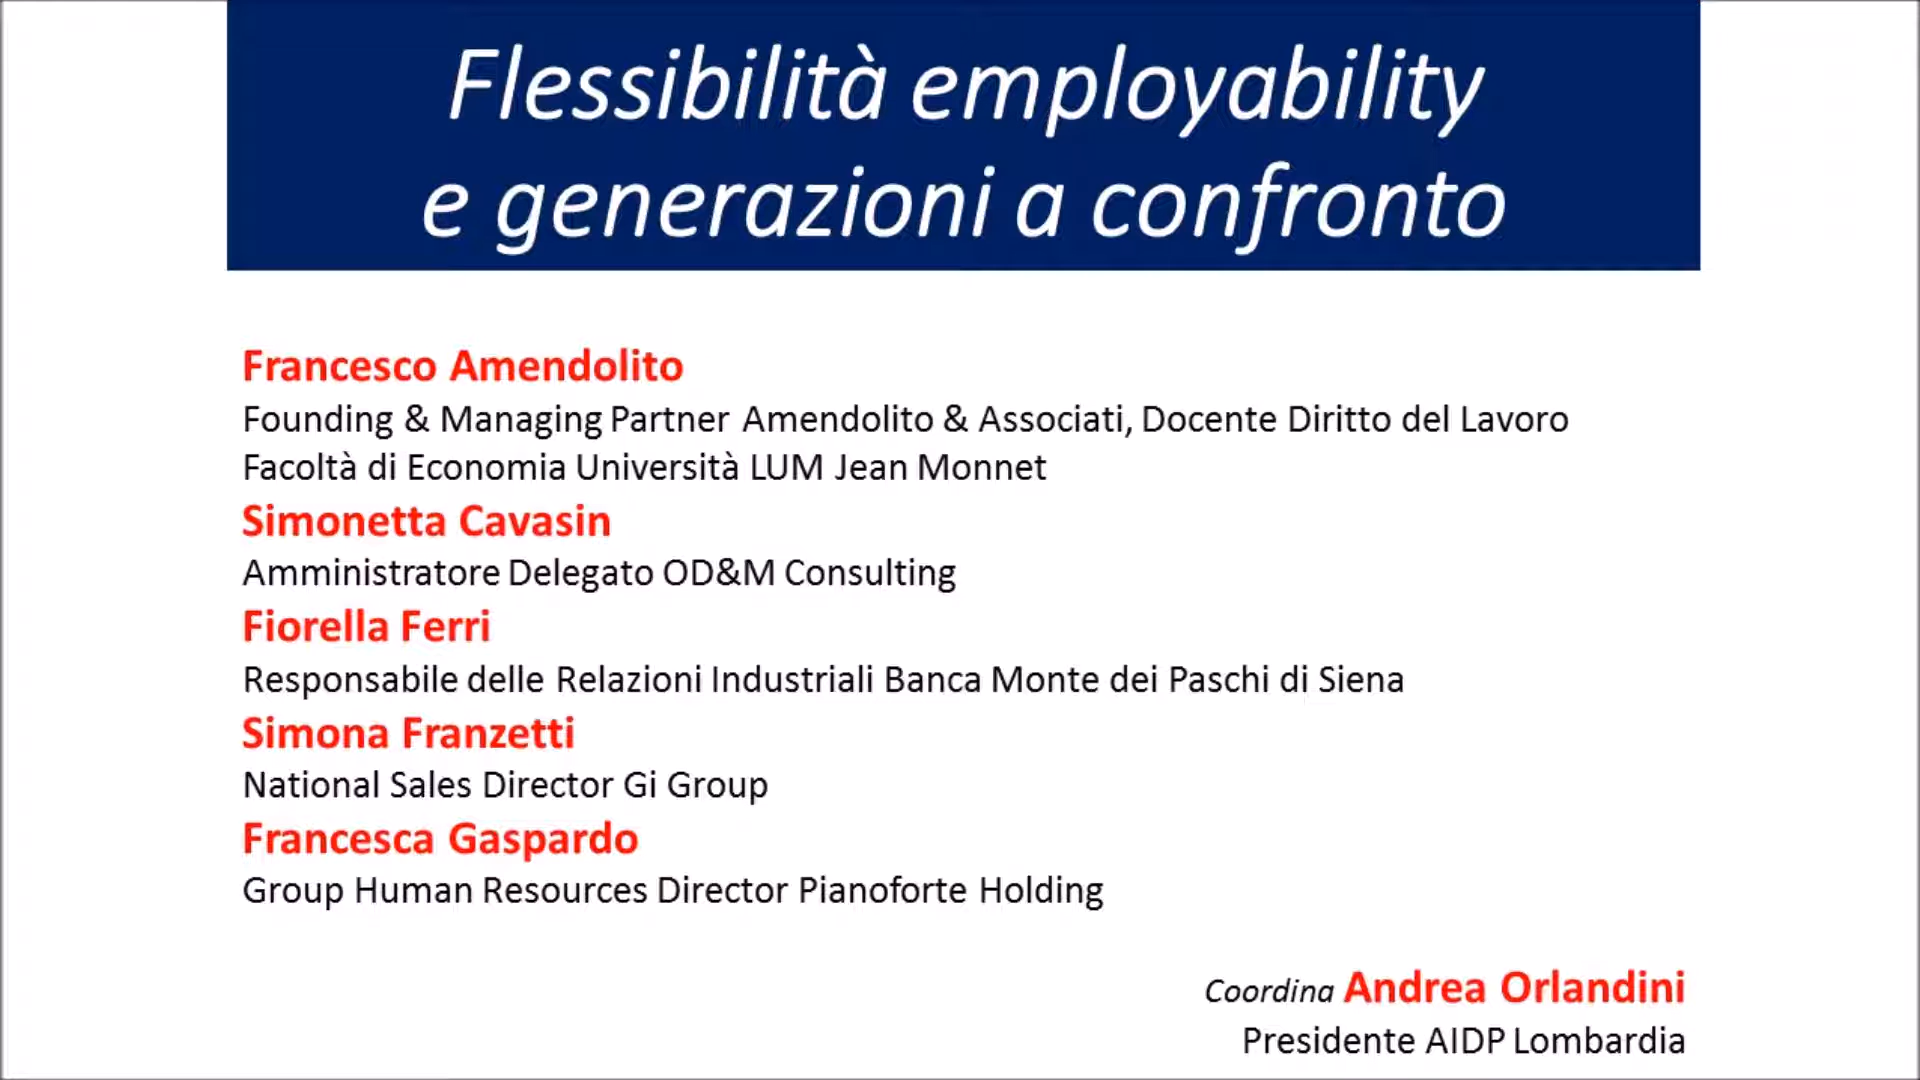 Flessibilità employability
e generazioni a confronto
Francesco Amendolito
Founding & Managing Partner Amendolito & Associati, Docente Diritto del Lavoro
Facoltà di Economia Università LUM Jean Monnet
Simonetta Cavasin
Amministratore Delegato OD&M Consulting
Fiorella Ferri
Responsabile delle Relazioni Industriali Banca Monte dei Paschi di Siena
Simona Franzetti
National Sales Director Gi Group
Francesca Gaspardo
Group Human Resources Director Pianoforte Holding
Coordina Andrea Orlandini
Presidente AIDP Lombardia